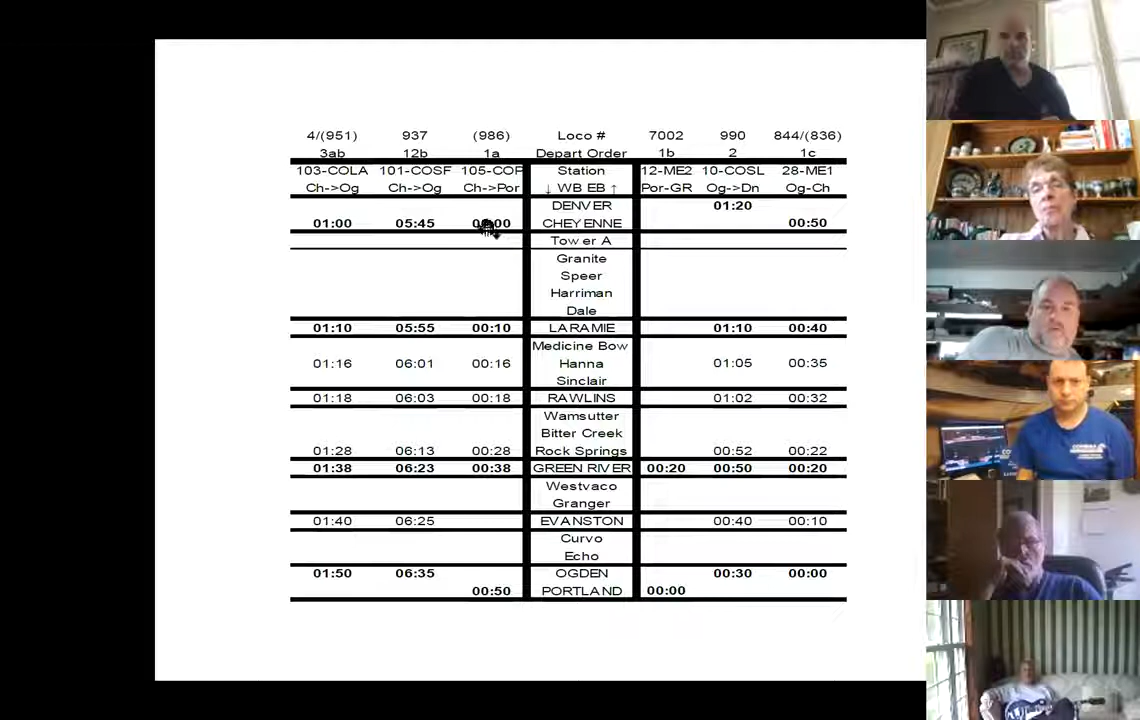 4/(951) 937 (986) Loco # 7002 990 844/(836)
3ab 12b 1a Depart Order 1b 2 1c
103-COLA 101-COSF 105-COP Station 12-ME2 10-COSL 28-ME1
Ch->Og Ch->Og Ch->Por ↓ WB EB ↑ Por-GR Og->Dn Og-Ch
DENVER 01:20
01:00 05:45 CHEYENNE 00:50
Tower A
Granite
Speer
Harriman
Dale
01:10 05:55 00:10 LARAMIE 01:10 00:40
Medicine Bow
01:16 06:01 00:16 Hanna 01:05 00:35
Sinclair
01:18 06:03 00:18 RAWLINS 01:02 00:32
Wamsutter
Bitter Creek
01:28 06:13 00:28 Rock Springs 00:52 00:22
01:38 06:23 00:38 GREEN RIVER 00:20 00:50 00:20
Westvaco
Granger
01:40 06:25 EVANSTON 00:40 00:10
Curvo
Echo
01:50 06:35 OGDEN 00:30 00:00
00:50 PORTLAND 00:00